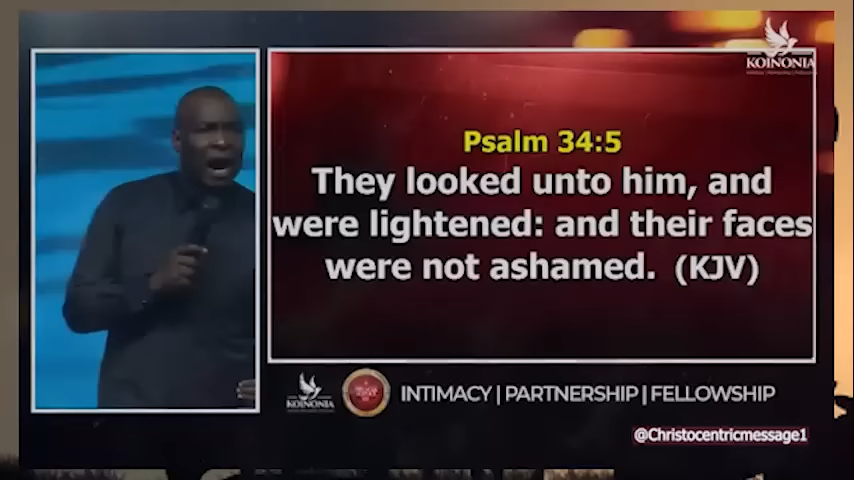 KOINONIA
Psalm 34:5
They looked unto him, and
were lightened: and their faces
were not ashamed. (KJV)
KOINONIA
INTIMACY | PARTNERSHIP | FELLOWSHIP
@Christocentricmessage1